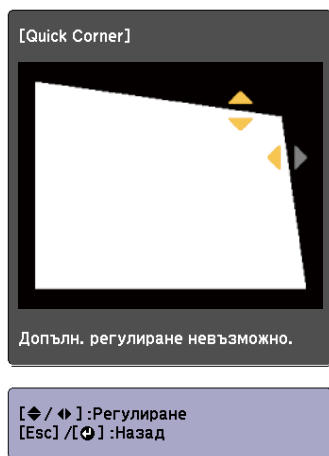 [Quick Corner]
Допълн. регулиране невъзможно.
[◆/◆] :Регулиране
[Esc] /[↵] :Назад